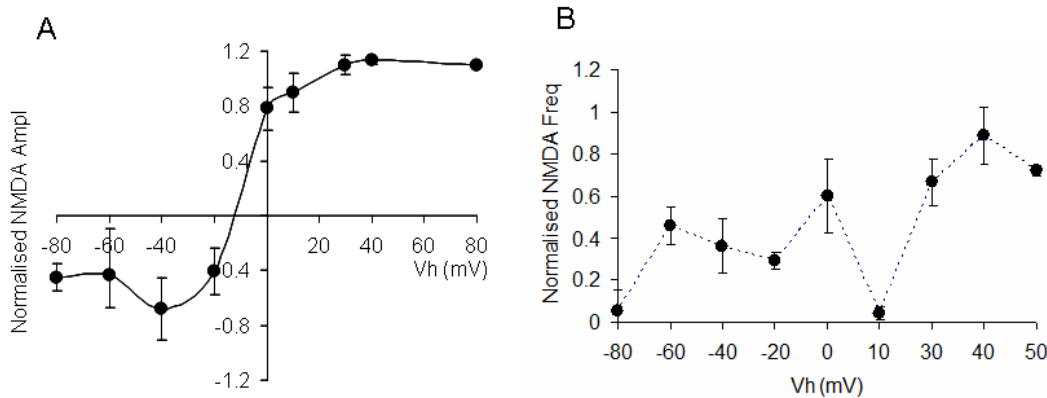 A
Normalised NMDA Ampl
1.2
0.8
0.4
-80 -60 -40 -20 20 40 60 80
Vh (mV)
-0.4
-0.8
-1.2
B
Normalised NMDA Freq
1.2
1
0.8
0.6
0.4
0.2
0
-80 -60 -40 -20 0 10 30 40 50
Vh (mV)